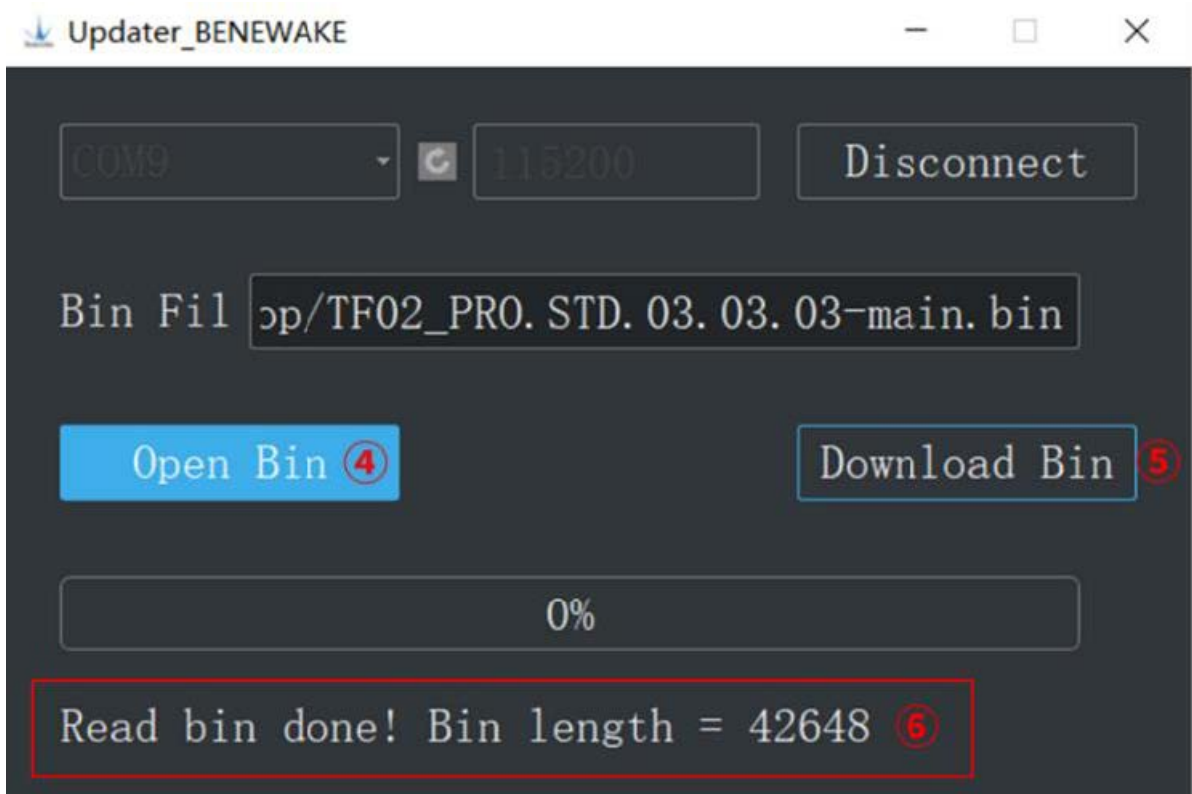 Updater_BENEWAKE
COM9 115200 Disconnect
Bin Fil op/TF02_PRO.STD.03.03.03-main.bin
Open Bin ④ Download Bin ⑤
0%
Read bin done! Bin length = 42648 ⑥